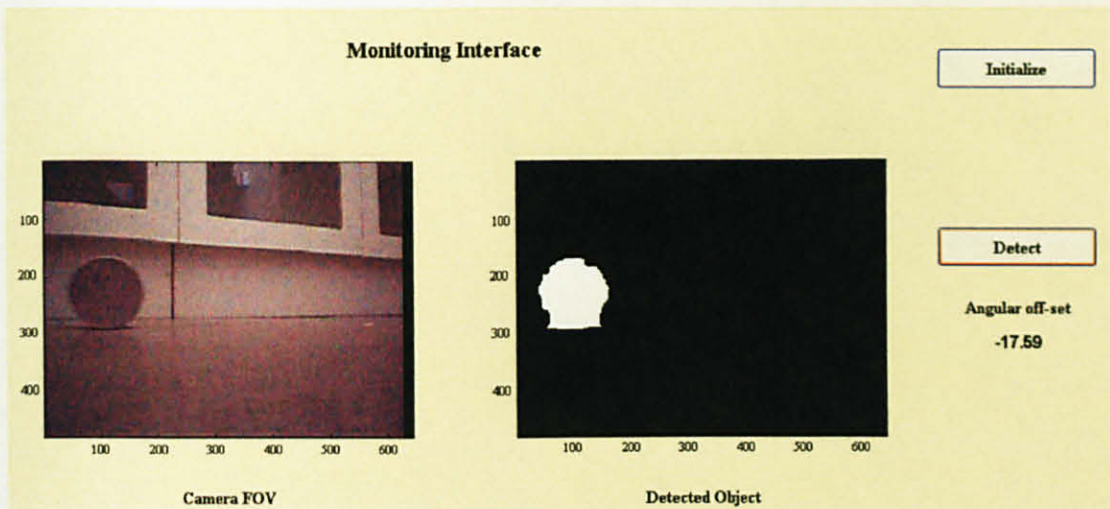 Monitoring Interface
Initialize
100
200
300
400
100 200 300 400 500 600
Camera FOV
100
200
300
400
100 200 300 400 500 600
Detected Object
Detect
Angular off-set
-17.59